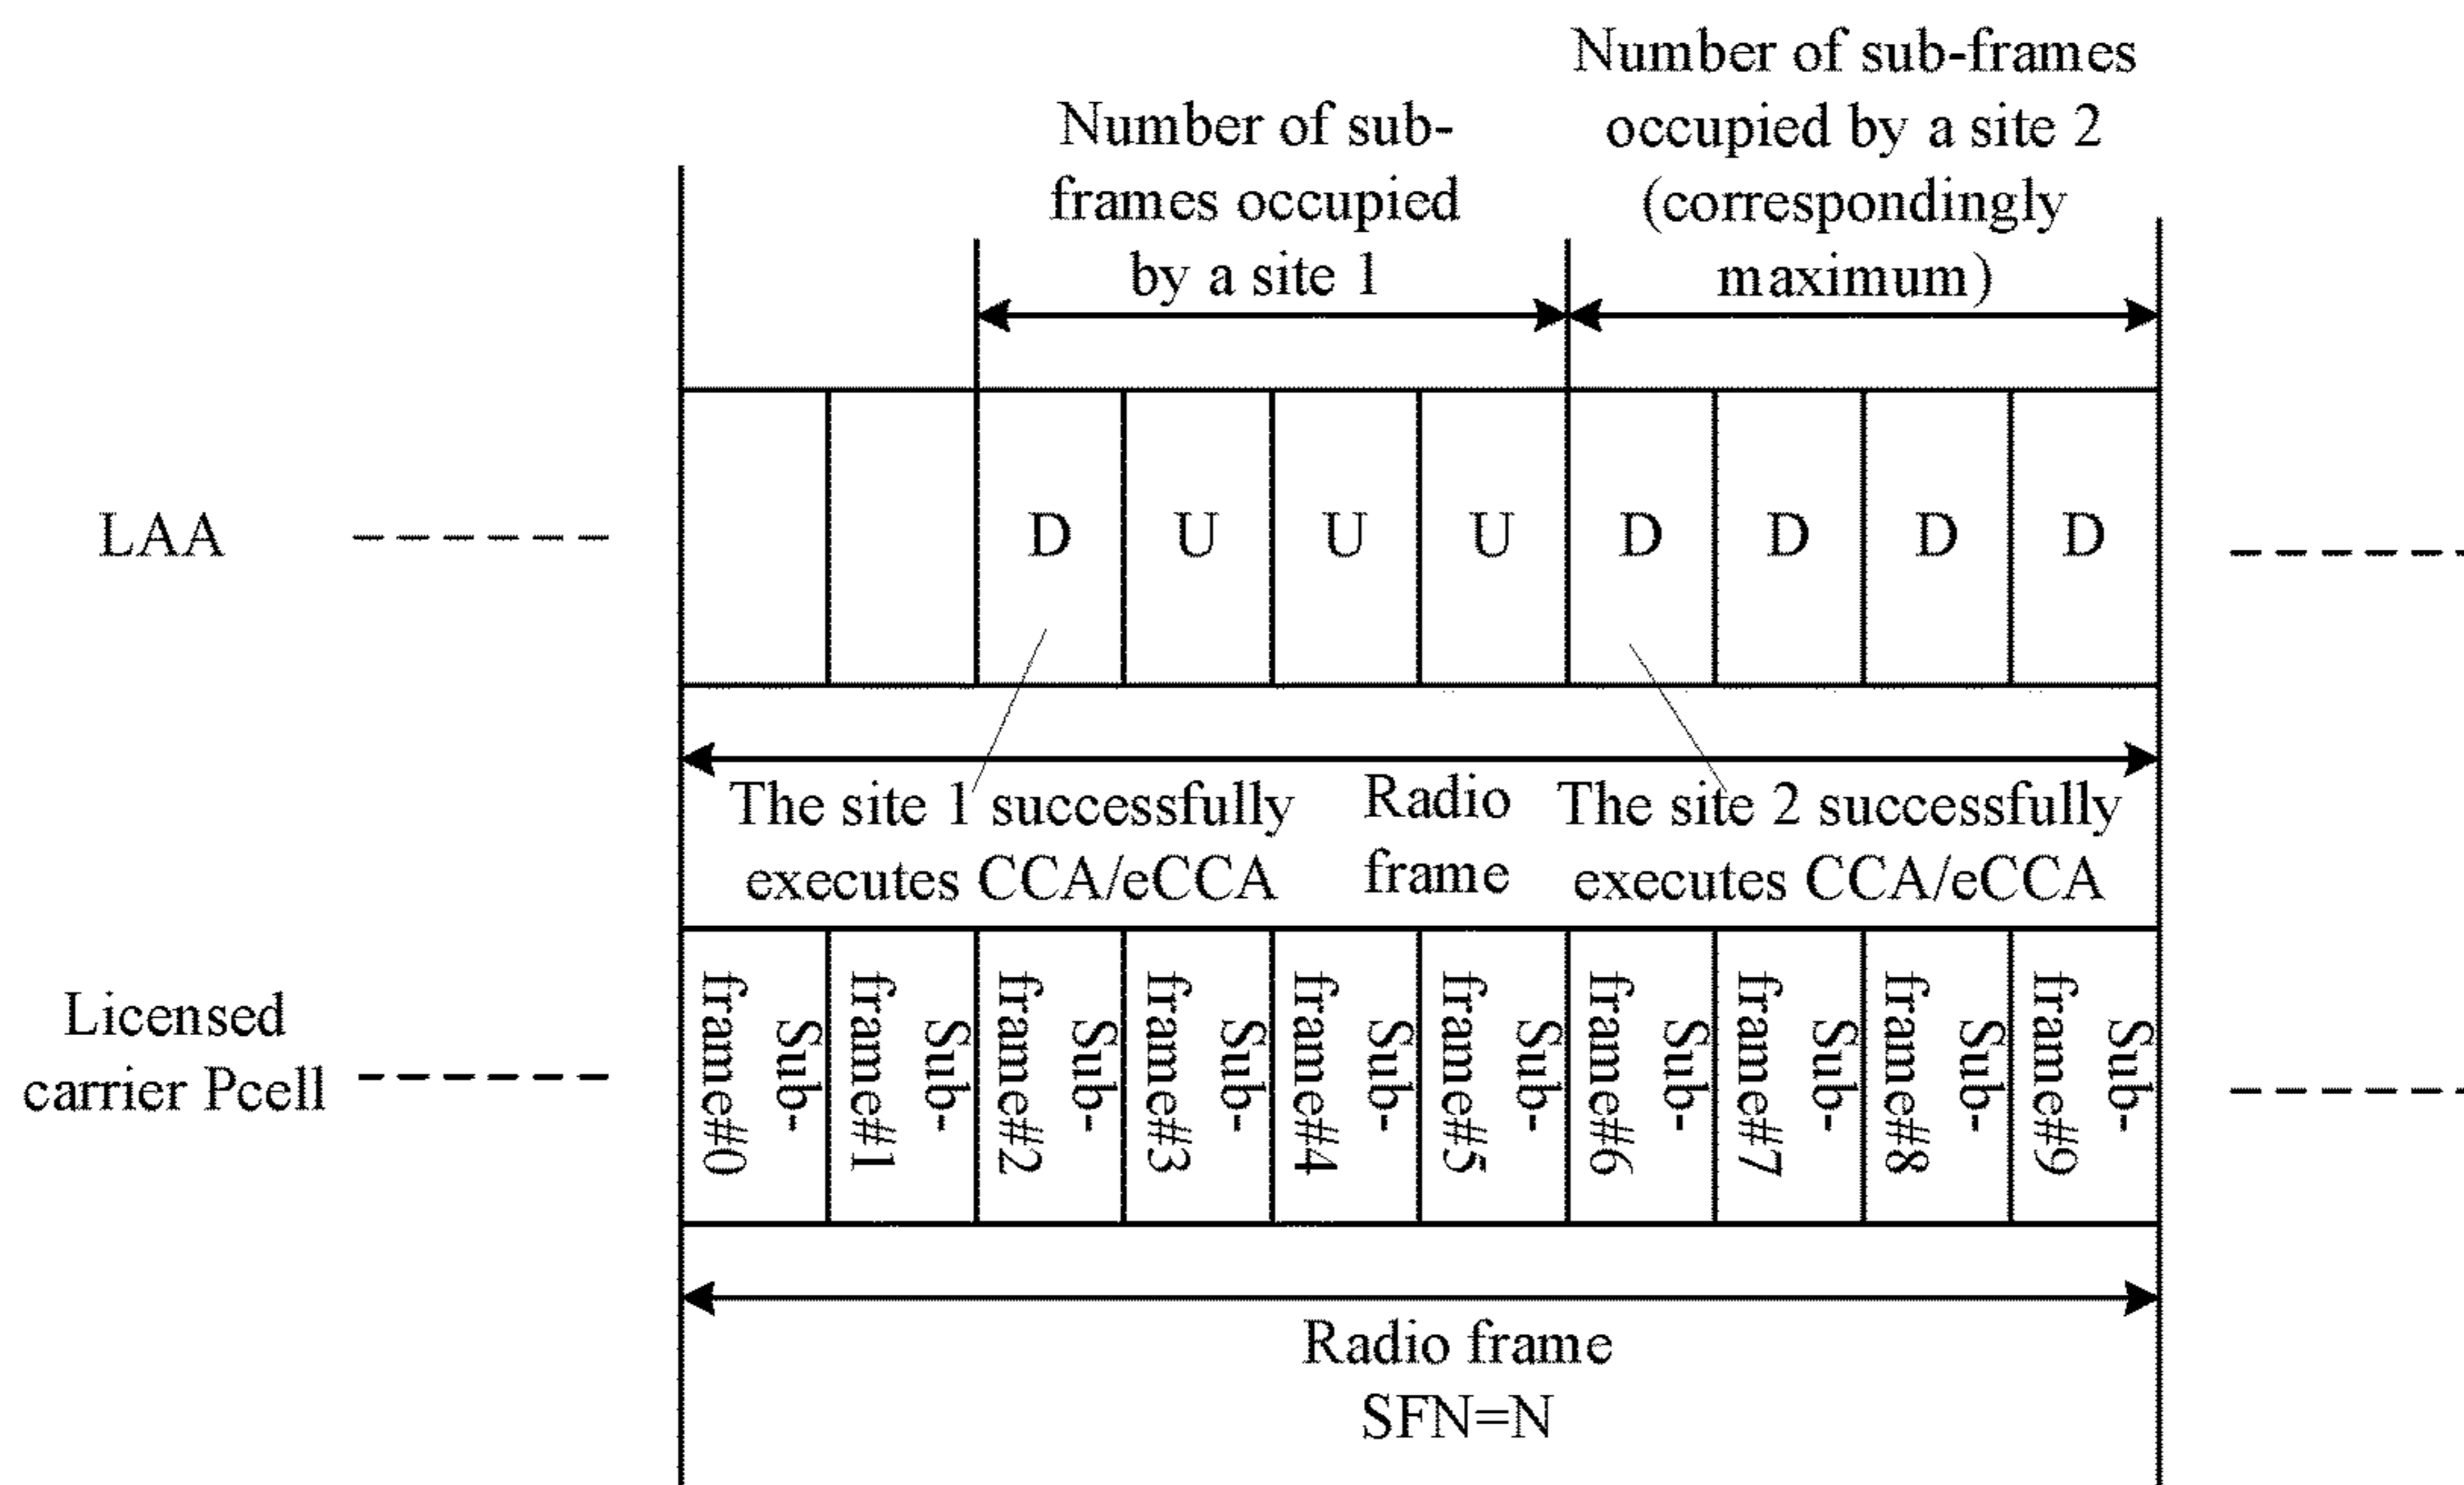 Number of sub-
frames occupied
by a site 1
Number of sub-frames
occupied by a site 2
(correspondingly
maximum)
LAA
D
U
U
U
D
D
D
D
The site 1 successfully
executes CCA/eCCA
Radio
frame
The site 2 successfully
executes CCA/eCCA
Licensed
carrier Pcell
Sub-
frame#0
Sub-
frame#1
Sub-
frame#2
Sub-
frame#3
Sub-
frame#4
Sub-
frame#5
Sub-
frame#6
Sub-
frame#7
Sub-
frame#8
Sub-
frame#9
Radio frame
SFN=N